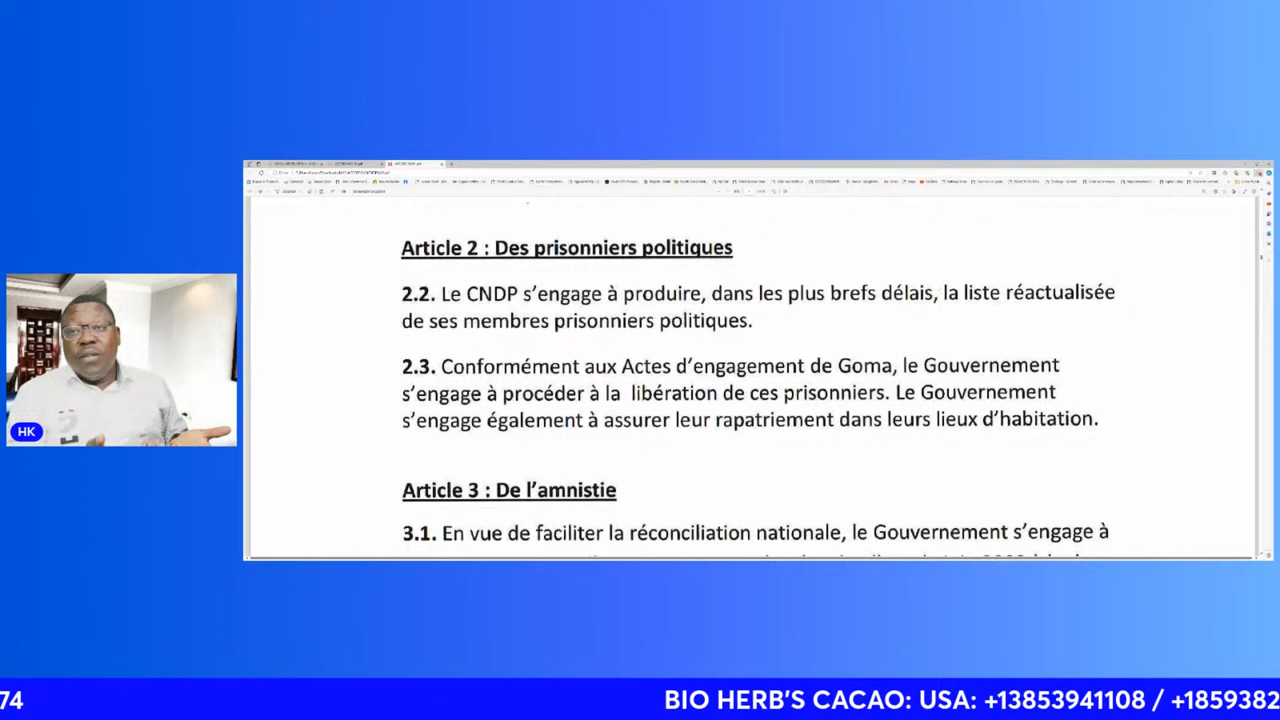 Article 2 : Des prisonniers politiques
2.2. Le CNDP s’engage à produire, dans les plus brefs délais, la liste réactualisée
de ses membres prisonniers politiques.
2.3. Conformément aux Actes d’engagement de Goma, le Gouvernement
s’engage à procéder à la libération de ces prisonniers. Le Gouvernement
s’engage également à assurer leur rapatriement dans leurs lieux d’habitation.
Article 3 : De l’amnistie
3.1. En vue de faciliter la réconciliation nationale, le Gouvernement s’engage à
HK
74 BIO HERB'S CACAO: USA: +13853941108 / +1859382